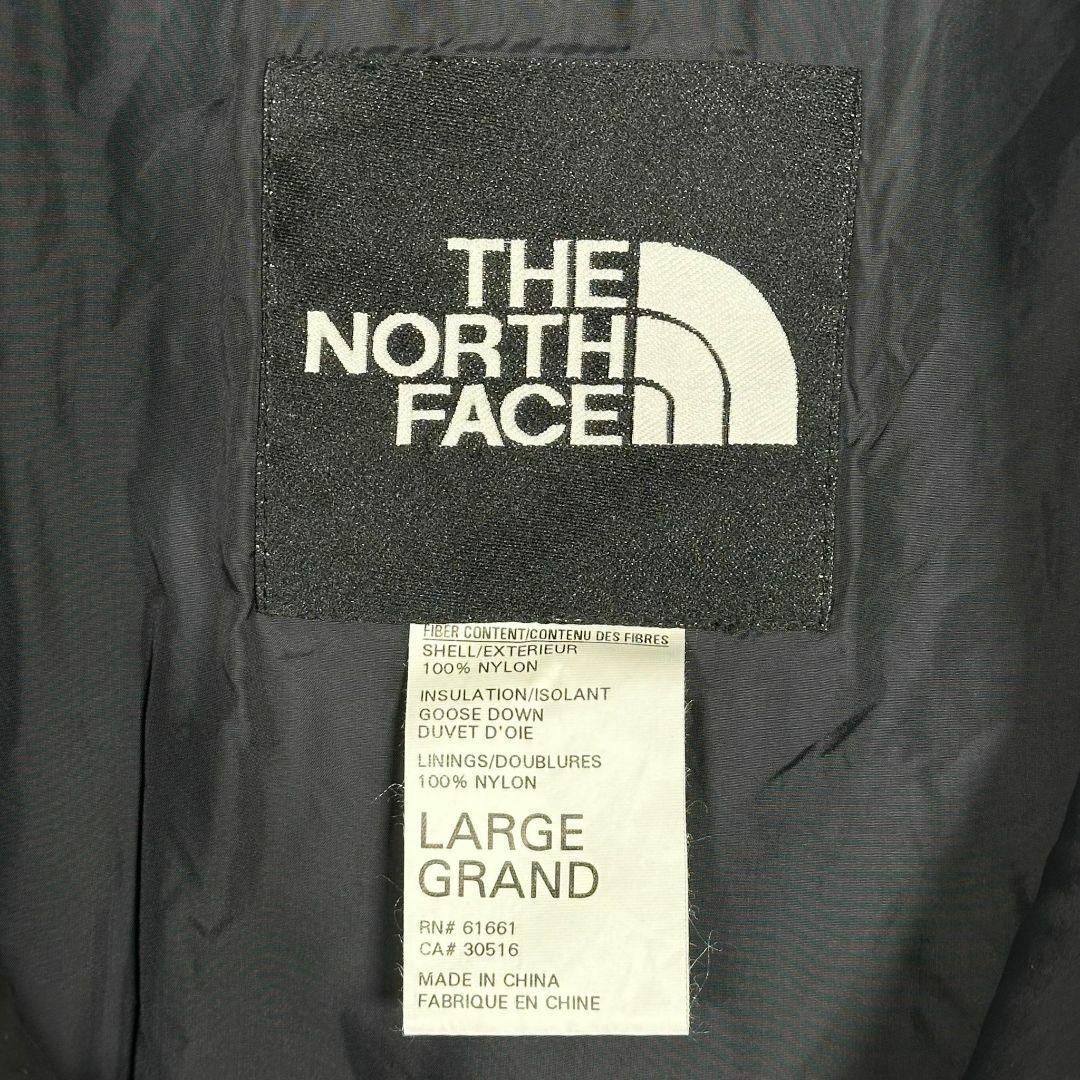 THE
NORTH
FACE
FIBER CONTENT/CONTENU DES FIBRES
SHELL/EXTERIEUR
100% NYLON
INSULATION/ISOLANT
GOOSE DOWN
DUVET D'OIE
LININGS/DOUBLURES
100% NYLON
LARGE
GRAND
RN# 61661
CA# 30516
MADE IN CHINA
FABRIQUE EN CHINE